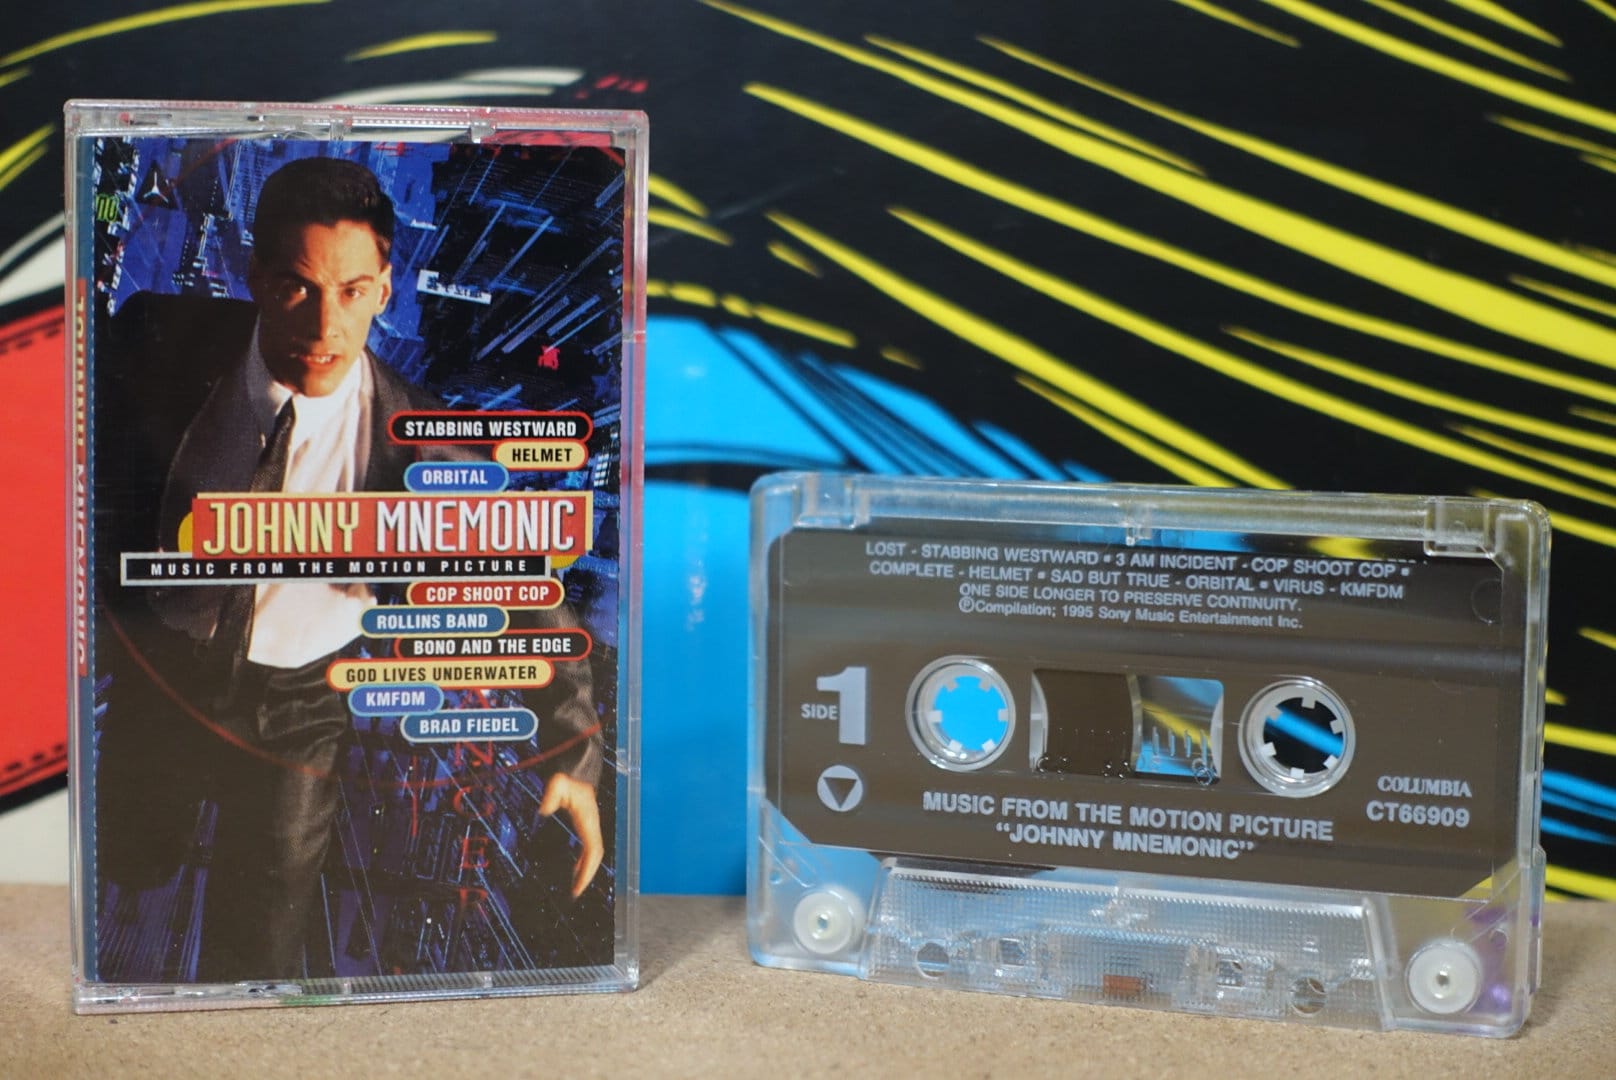 JOHNNY MNEMONIC
STABBING WESTWARD
HELMET
ORBITAL
JOHNNY MNEMONIC
MUSIC FROM THE MOTION PICTURE
COP SHOOT COP
ROLLINS BAND
BONO AND THE EDGE
GOD LIVES UNDERWATER
KMFDM
BRAD FIEDEL
LOST - STABBING WESTWARD ▪ 3 AM INCIDENT - COP SHOOT COP ▪
COMPLETE - HELMET ▪ SAD BUT TRUE - ORBITAL ▪ VIRUS - KMFDM
ONE SIDE LONGER TO PRESERVE CONTINUITY.
ⓅCompilation; 1995 Sony Music Entertainment Inc.
SIDE 1
COLUMBIA
CT66909
MUSIC FROM THE MOTION PICTURE
“JOHNNY MNEMONIC”